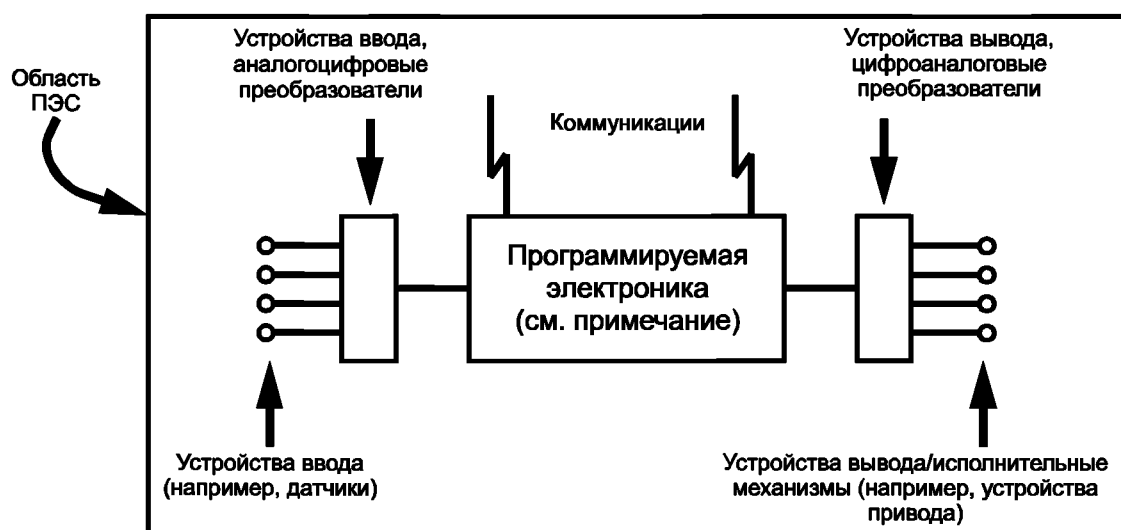 Область
ПЭС
Устройства ввода,
аналогоцифровые
преобразователи
Коммуникации
Устройства вывода,
цифроаналоговые
преобразователи
Программируемая
электроника
(см. примечание)
Устройства ввода
(например, датчики)
Устройства вывода/исполнительные
механизмы (например, устройства
привода)